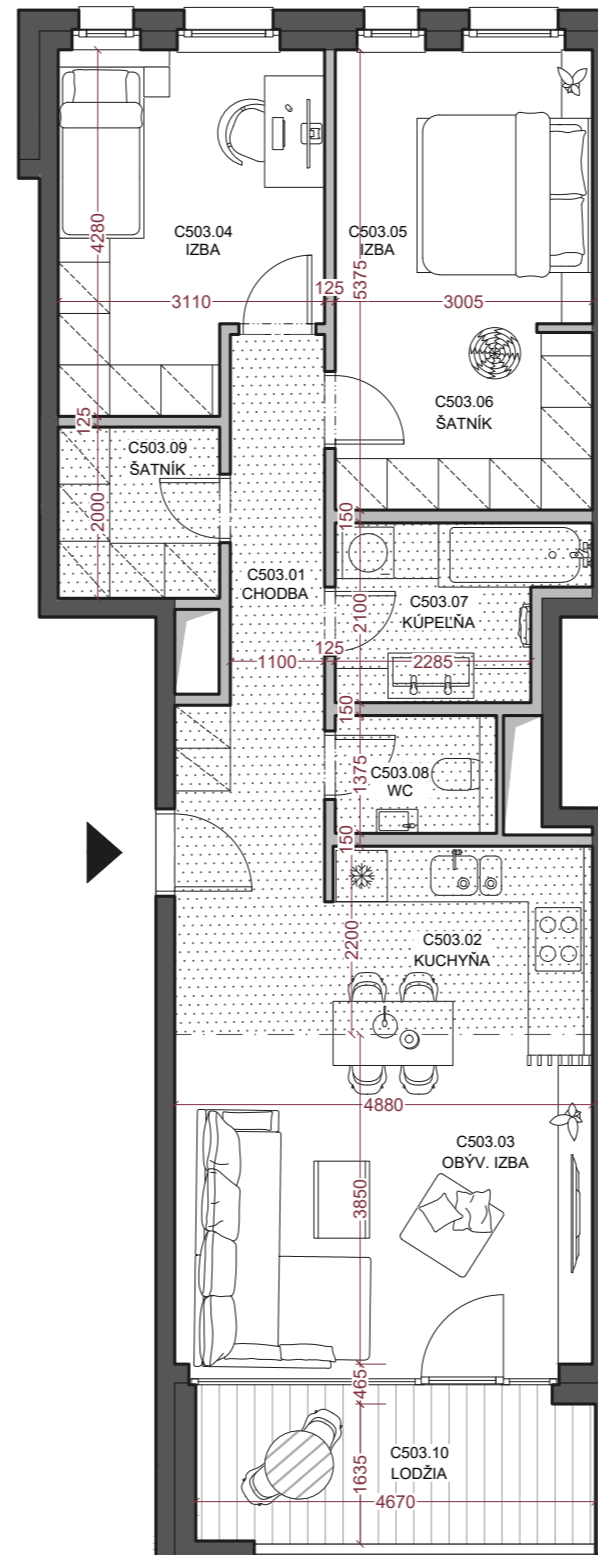 C503.04
IZBA
4280
3110
125
C503.05
IZBA
5375
3005
C503.06
ŠATNÍK
125
C503.09
ŠATNÍK
2000
150
C503.01
CHODBA
C503.07
KÚPEĽŇA
2100
1100
125
2285
150
C503.08
WC
1375
150
C503.02
KUCHYŇA
2200
4880
C503.03
OBÝV. IZBA
3850
465
C503.10
LODŽIA
1635
4670